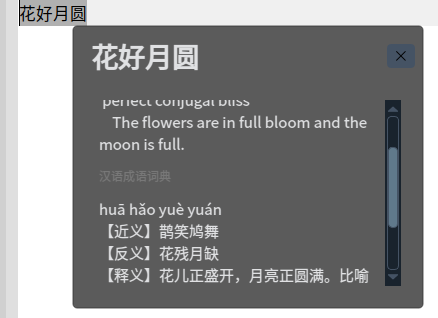 花好月圆
花好月圆
perfect conjugal bliss
The flowers are in full bloom and the
moon is full.
汉语成语词典
huā hǎo yuè yuán
【近义】鹊笑鸠舞
【反义】花残月缺
【释义】花儿正盛开，月亮正圆满。比喻